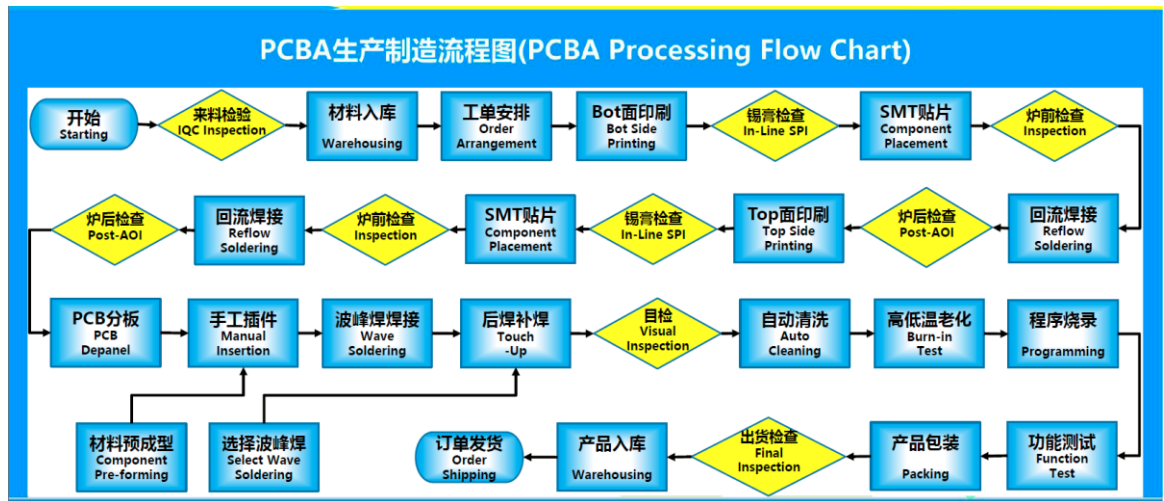 PCBA生产制造流程图(PCBA Processing Flow Chart)
开始
Starting
来料检验
IQC Inspection
材料入库
Warehousing
工单安排
Order
Arrangement
Bot面印刷
Bot Side
Printing
锡膏检查
In-Line SPI
SMT贴片
Component
Placement
炉前检查
Inspection
回流焊接
Reflow
Soldering
炉后检查
Post-AOI
Top面印刷
Top Side
Printing
锡膏检查
In-Line SPI
SMT贴片
Component
Placement
炉前检查
Inspection
回流焊接
Reflow
Soldering
炉后检查
Post-AOI
PCB分板
PCB
Depanel
手工插件
Manual
Insertion
波峰焊焊接
Wave
Soldering
后焊补焊
Touch
-Up
目检
Visual
Inspection
自动清洗
Auto
Cleaning
高低温老化
Burn-in
Test
程序烧录
Programming
材料预成型
Component
Pre-forming
选择波峰焊
Select Wave
Soldering
功能测试
Function
Test
产品包装
Packing
出货检查
Final
Inspection
产品入库
Warehousing
订单发货
Order
Shipping